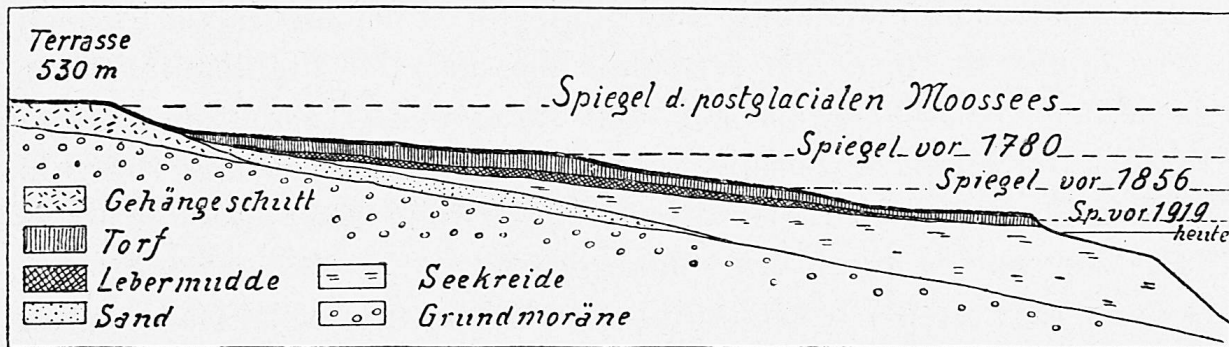 Terrasse
530 m
Spiegel d. postglacialen Moossees
Spiegel vor 1780
Spiegel vor 1856
Sp. vor 1919
heute
Gehängeschutt
Torf
Lebermudde
Sand
Seekreide
Grundmoräne